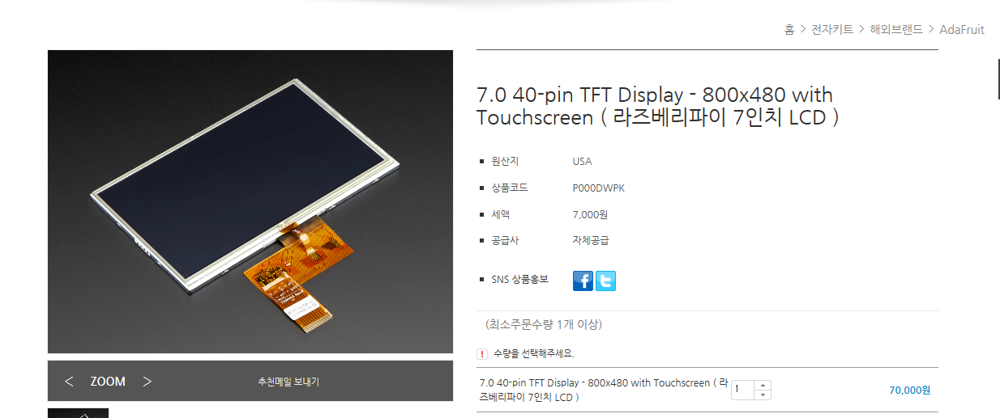 홈 > 전자키트 > 해외브랜드 > AdaFruit
7.0 40-pin TFT Display - 800x480 with
Touchscreen ( 라즈베리파이 7인치 LCD )
원산지 USA
상품코드 P000DWPK
세액 7,000원
공급사 자체공급
SNS 상품홍보
(최소주문수량 1개 이상)
수량을 선택해주세요.
7.0 40-pin TFT Display - 800x480 with Touchscreen ( 라
즈베리파이 7인치 LCD )
1
70,000원
< ZOOM >
추천메일 보내기